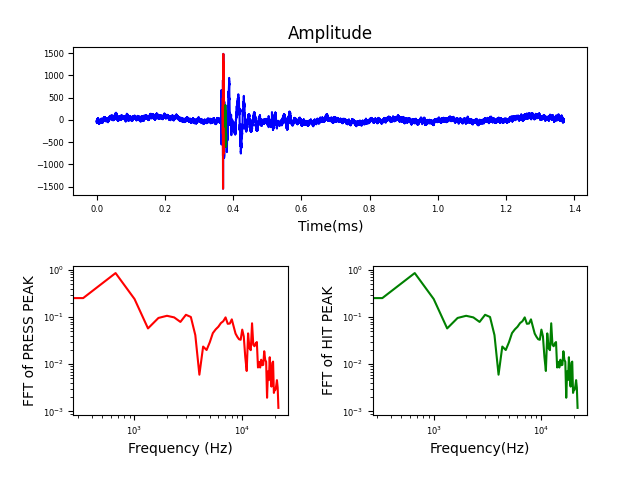 Amplitude
1500
1000
500
0
−500
−1000
−1500
0.0 0.2 0.4 0.6 0.8 1.0 1.2 1.4
Time(ms)
FFT of PRESS PEAK
10⁰
10⁻¹
10⁻²
10⁻³
10³ 10⁴
Frequency (Hz)
FFT of HIT PEAK
10⁰
10⁻¹
10⁻²
10⁻³
10³ 10⁴
Frequency(Hz)